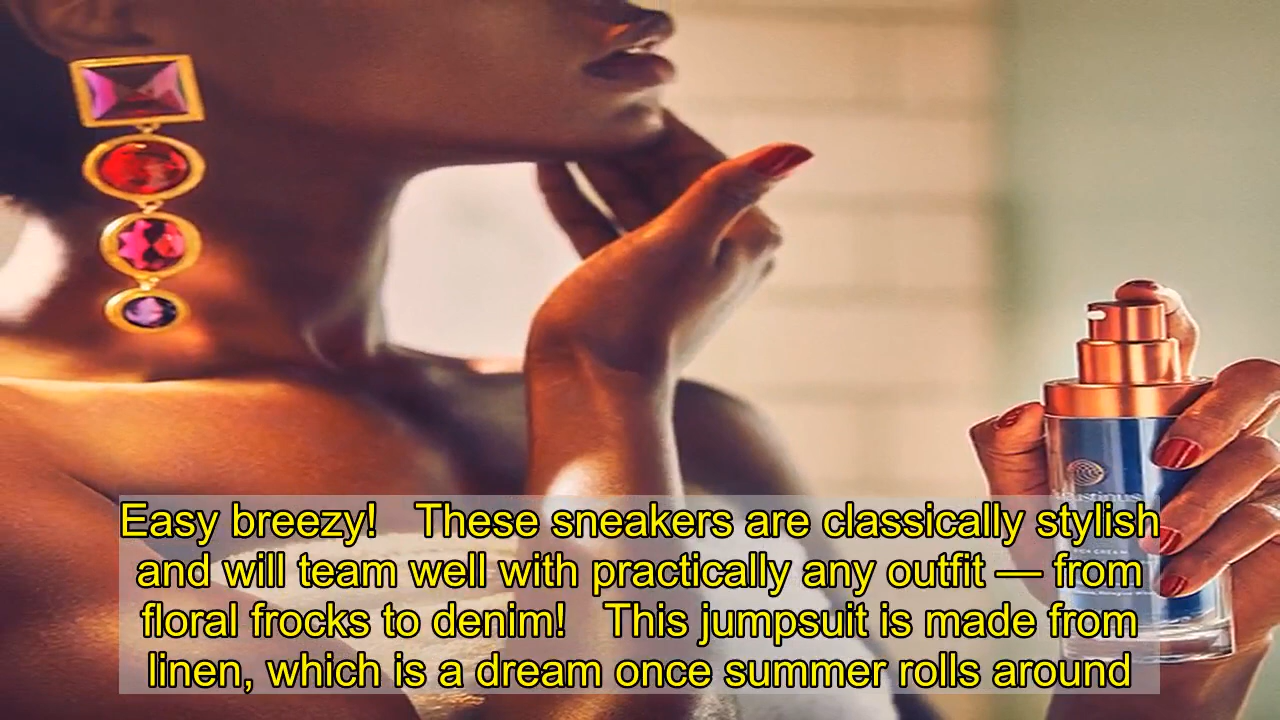 Easy breezy!   These sneakers are classically stylish
and will team well with practically any outfit — from
floral frocks to denim!   This jumpsuit is made from
linen, which is a dream once summer rolls around